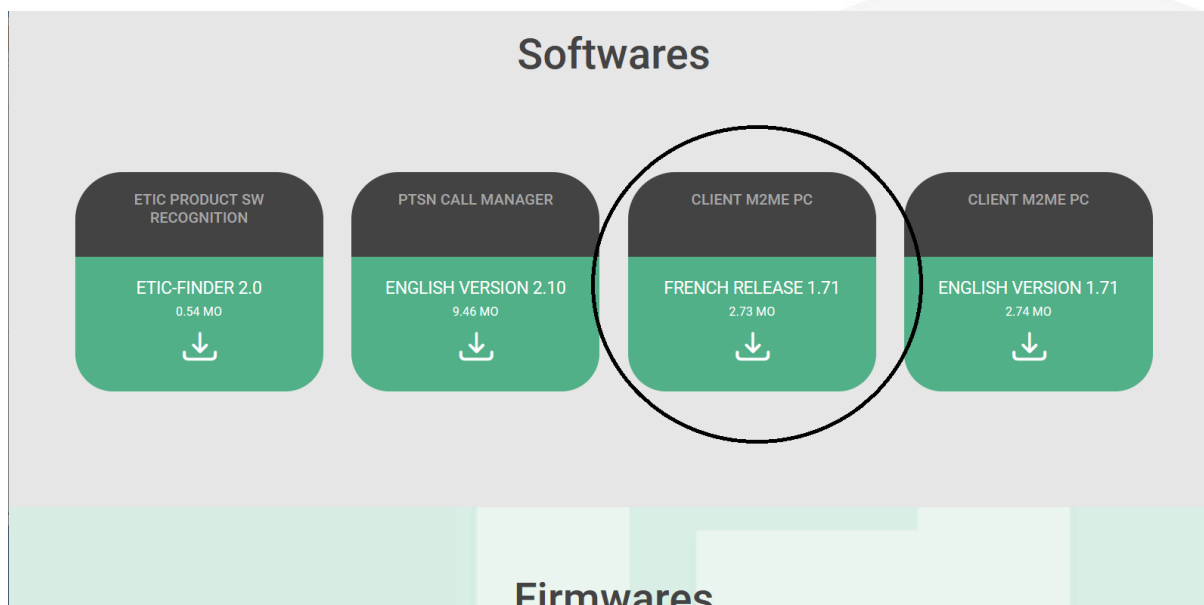 Softwares
ETIC PRODUCT SW
RECOGNITION
ETIC-FINDER 2.0
0.54 MO
PTSN CALL MANAGER
ENGLISH VERSION 2.10
9.46 MO
CLIENT M2ME PC
FRENCH RELEASE 1.71
2.73 MO
CLIENT M2ME PC
ENGLISH VERSION 1.71
2.74 MO
Firmwares